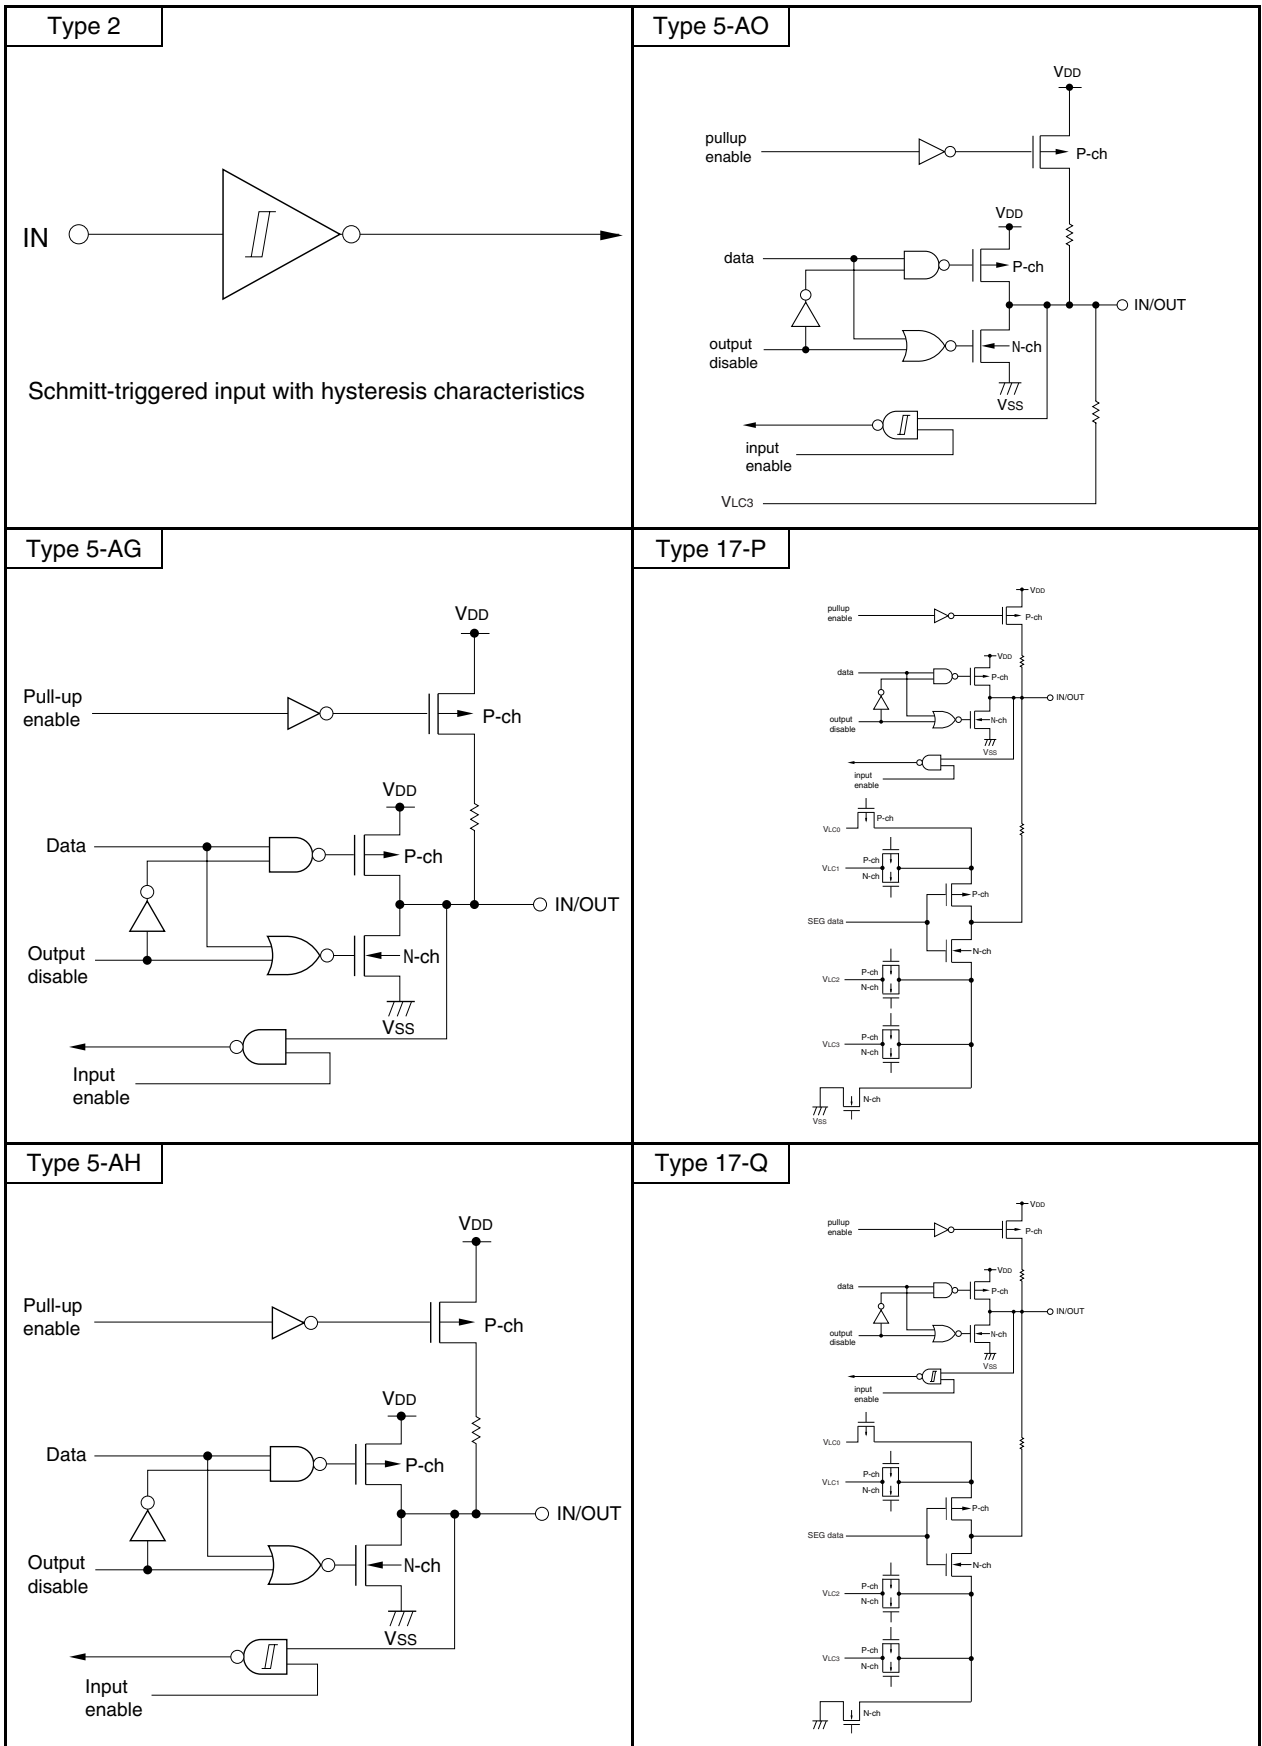 Type 2
IN
Schmitt-triggered input with hysteresis characteristics
Type 5-AO
VDD
pullup
enable
P-ch
VDD
data
P-ch
IN/OUT
output
disable
N-ch
VSS
input
enable
VLC3
Type 5-AG
VDD
Pull-up
enable
P-ch
VDD
Data
P-ch
IN/OUT
Output
disable
N-ch
VSS
Input
enable
Type 17-P
VDD
pullup
enable
P-ch
VDD
data
P-ch
IN/OUT
output
disable
N-ch
VSS
input
enable
P-ch
VLC0
P-ch
VLC1
N-ch
P-ch
SEG data
N-ch
P-ch
VLC2
N-ch
P-ch
VLC3
N-ch
N-ch
VSS
Type 5-AH
VDD
Pull-up
enable
P-ch
VDD
Data
P-ch
IN/OUT
Output
disable
N-ch
VSS
Input
enable
Type 17-Q
VDD
pullup
enable
P-ch
VDD
data
P-ch
IN/OUT
output
disable
N-ch
VSS
input
enable
VLC0
P-ch
VLC1
N-ch
P-ch
SEG data
N-ch
P-ch
VLC2
N-ch
P-ch
VLC3
N-ch
N-ch